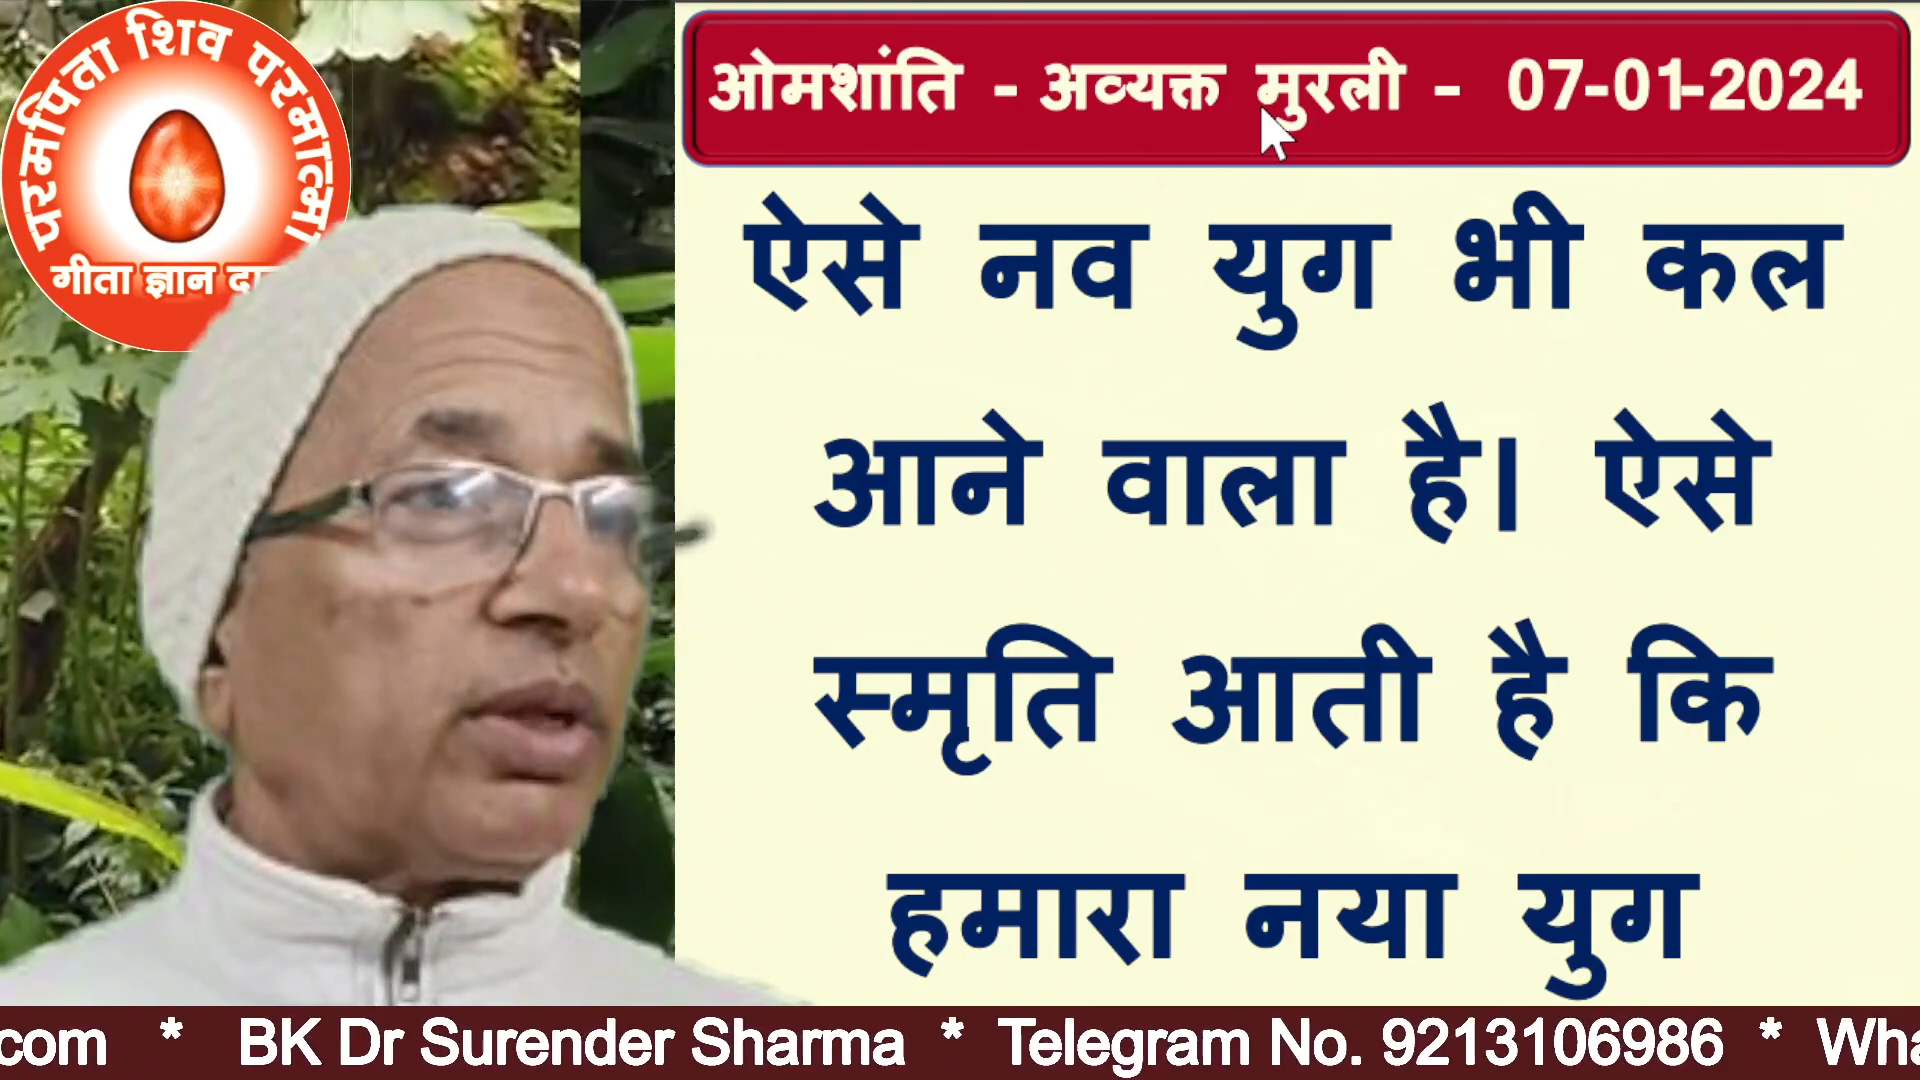 परमपिता शिव परमात्मा
गीता ज्ञान
ओमशांति - अव्यक्त मुरली - 07-01-2024
ऐसे नव युग भी कल
आने वाला है। ऐसे
स्मृति आती है कि
हमारा नया युग
com * BK Dr Surender Sharma * Telegram No. 9213106986 *